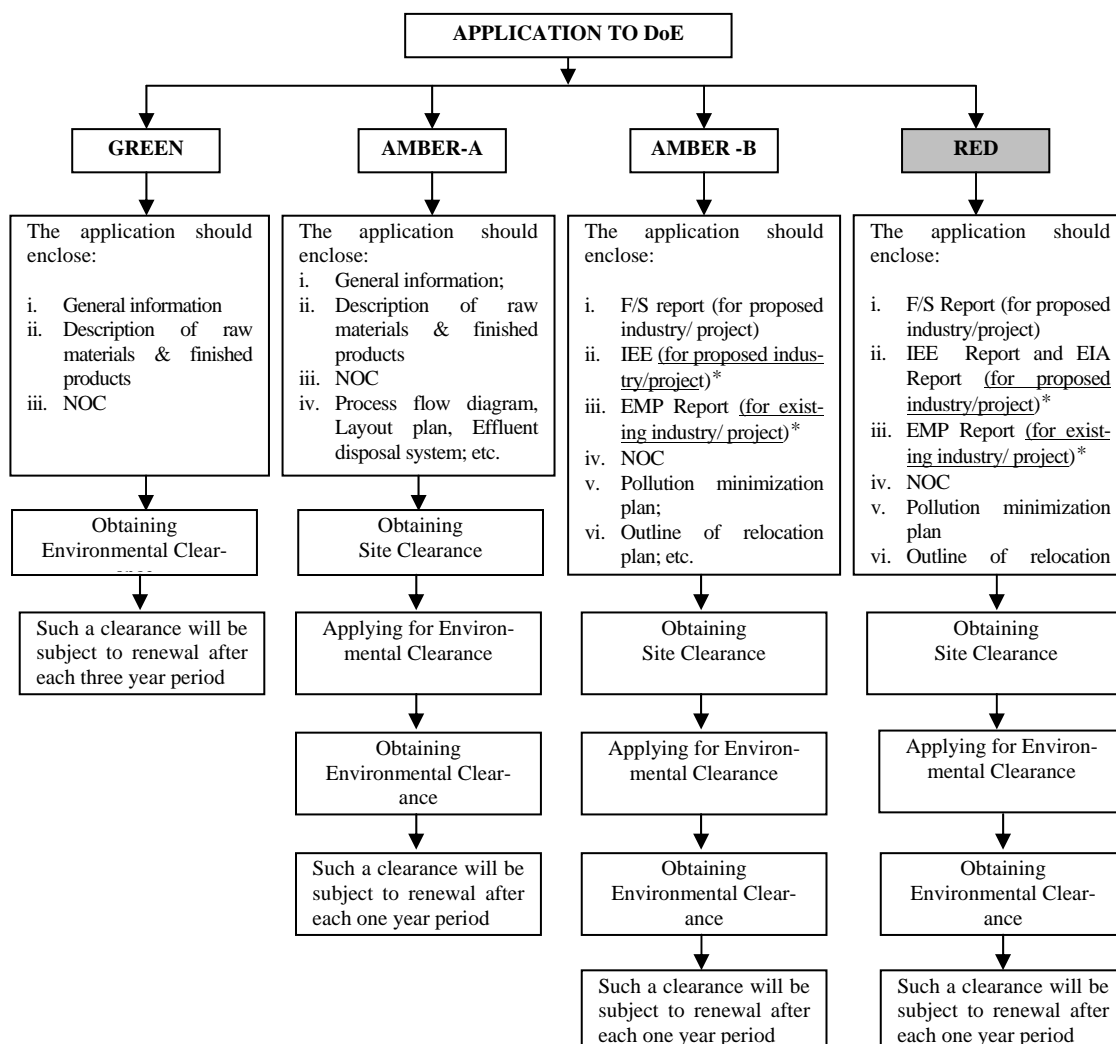 APPLICATION TO DoE
GREEN
The application should
enclose:
i. General information
ii. Description of raw
materials & finished
products
iii. NOC
Obtaining
Environmental Clear-
Such a clearance will be
subject to renewal after
each three year period
AMBER-A
The application should
enclose:
i. General information;
ii. Description of raw
materials & finished
products
iii. NOC
iv. Process flow diagram,
Layout plan, Effluent
disposal system; etc.
Obtaining
Site Clearance
Applying for Environ-
mental Clearance
Obtaining
Environmental Clear-
ance
Such a clearance will be
subject to renewal after
each one year period
AMBER -B
The application should
enclose:
i. F/S report (for proposed
industry/ project)
ii. IEE (for proposed indus-
try/project)*
iii. EMP Report (for exist-
ing industry/ project)*
iv. NOC
v. Pollution minimization
plan;
vi. Outline of relocation
plan; etc.
Obtaining
Site Clearance
Applying for Environ-
mental Clearance
Obtaining
Environmental Clear-
ance
Such a clearance will be
subject to renewal after
each one year period
RED
The application should
enclose:
i. F/S Report (for proposed
industry/project)
ii. IEE Report and EIA
Report (for proposed
industry/project)*
iii. EMP Report (for exist-
ing industry/ project)*
iv. NOC
v. Pollution minimization
plan
vi. Outline of relocation
Obtaining
Site Clearance
Applying for Environ-
mental Clearance
Obtaining
Environmental Clear-
ance
Such a clearance will be
subject to renewal after
each one year period